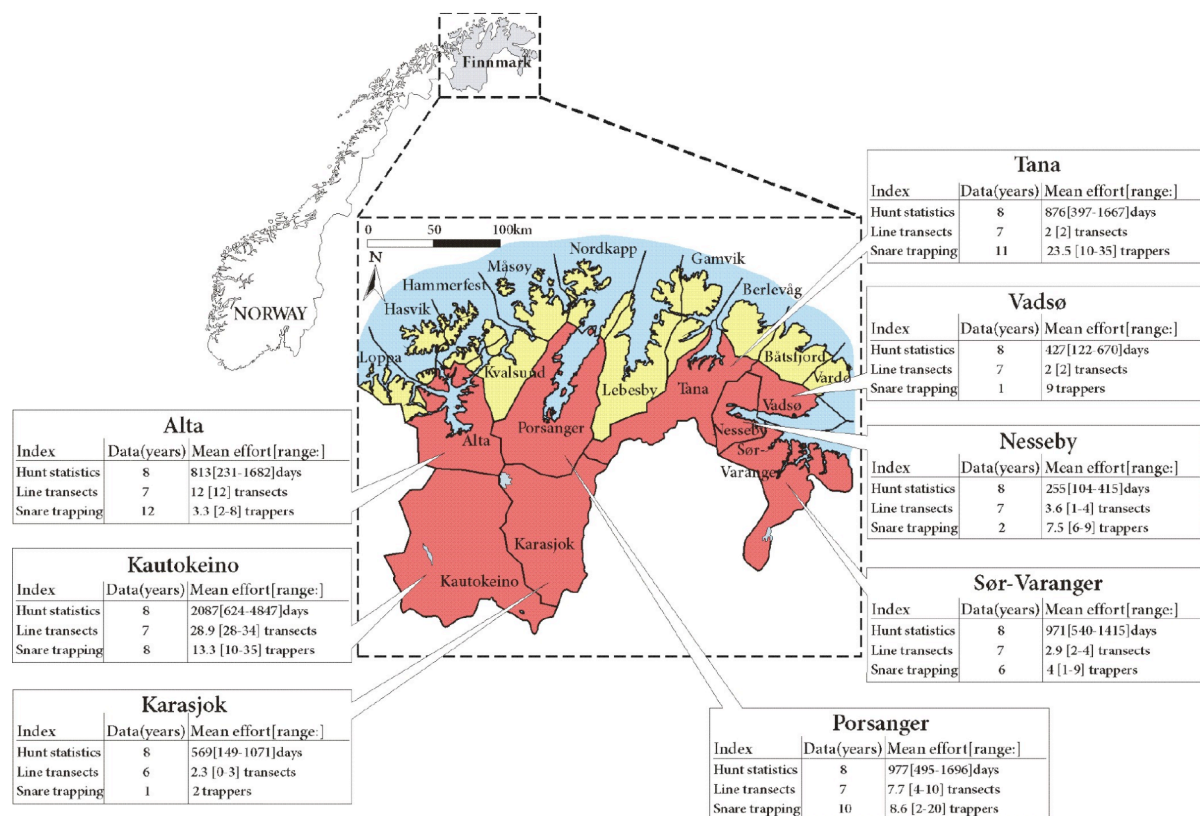 Finnmark
NORWAY
0 50 100km
N
Nordkapp
Gamvik
Måsøy
Berlevåg
Hammerfest
Hasvik
Loppa
Båtsfjord
Vardø
Kvalsund
Lebesby
Tana
Vadsø
Nesseby
Porsanger
Alta
Sør-
Varanger
Karasjok
Kautokeino
Tana
Index Data(years) Mean effort[range:]
Hunt statistics 8 876[397-1667]days
Line transects 7 2 [2] transects
Snare trapping 11 23.5 [10-35] trappers
Vadsø
Index Data(years) Mean effort[range:]
Hunt statistics 8 427[122-670]days
Line transects 7 2 [2] transects
Snare trapping 1 9 trappers
Alta
Index Data(years) Mean effort[range:]
Hunt statistics 8 813[231-1682]days
Line transects 7 12 [12] transects
Snare trapping 12 3.3 [2-8] trappers
Nesseby
Index Data(years) Mean effort[range:]
Hunt statistics 8 255[104-415]days
Line transects 7 3.6 [1-4] transects
Snare trapping 2 7.5 [6-9] trappers
Kautokeino
Index Data(years) Mean effort[range:]
Hunt statistics 8 2087[624-4847]days
Line transects 7 28.9 [28-34] transects
Snare trapping 8 13.3 [10-35] trappers
Sør-Varanger
Index Data(years) Mean effort[range:]
Hunt statistics 8 971[540-1415]days
Line transects 7 2.9 [2-4] transects
Snare trapping 6 4 [1-9] trappers
Karasjok
Index Data(years) Mean effort[range:]
Hunt statistics 8 569[149-1071]days
Line transects 6 2.3 [0-3] transects
Snare trapping 1 2 trappers
Porsanger
Index Data(years) Mean effort[range:]
Hunt statistics 8 977[495-1696]days
Line transects 7 7.7 [4-10] transects
Snare trapping 10 8.6 [2-20] trappers